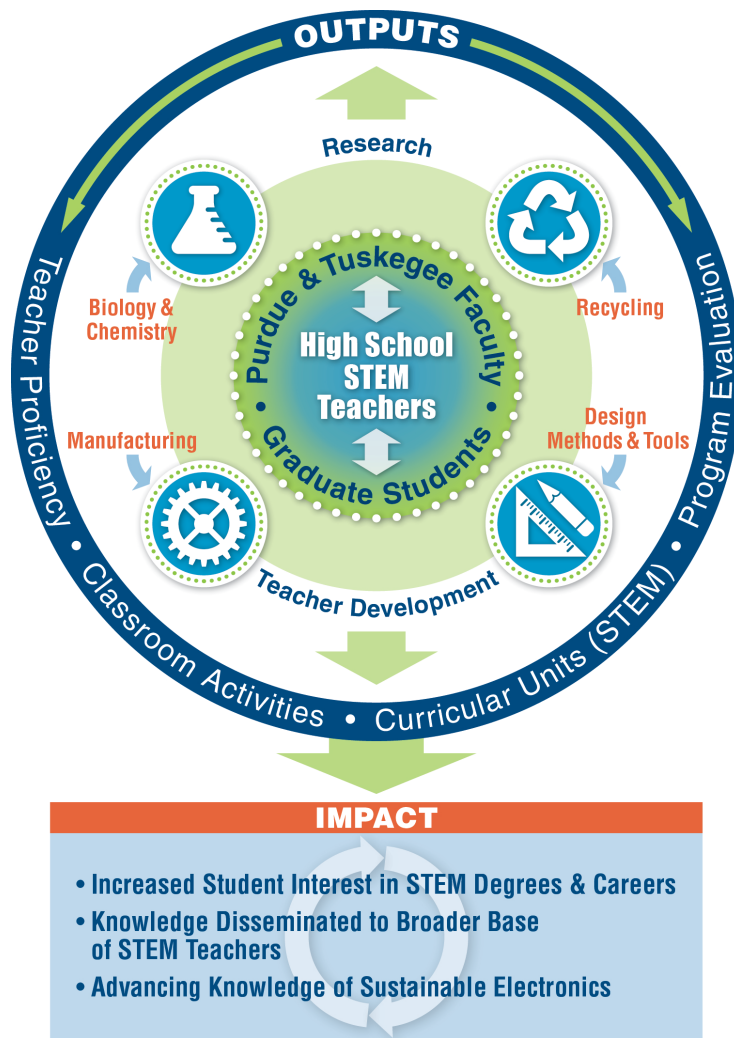 OUTPUTS
Research
Purdue & Tuskegee Faculty
High School
STEM
Teachers
• Graduate Students •
Biology &
Chemistry
Recycling
Manufacturing
Design
Methods & Tools
Teacher Development
Teacher Proficiency • Classroom Activities • Curricular Units (STEM) • Program Evaluation
IMPACT
• Increased Student Interest in STEM Degrees & Careers
• Knowledge Disseminated to Broader Base
of STEM Teachers
• Advancing Knowledge of Sustainable Electronics